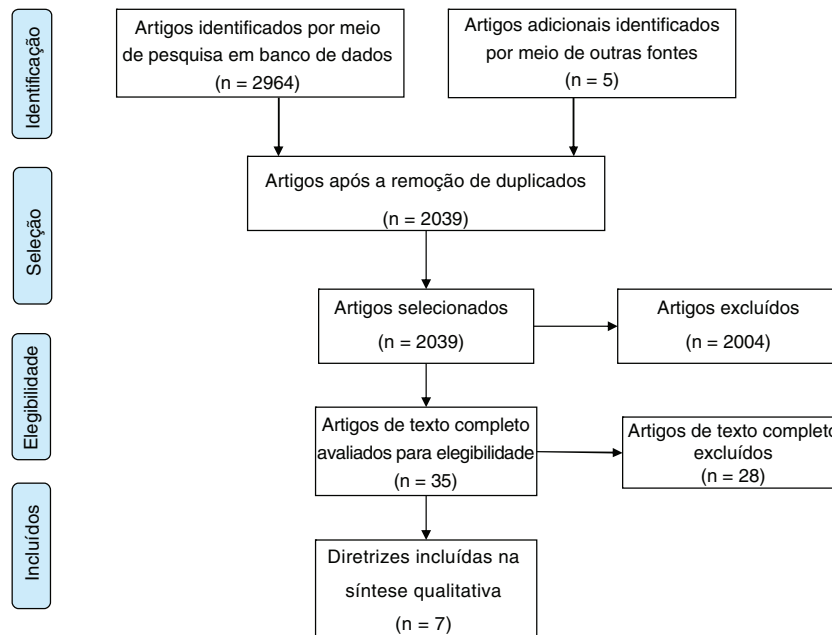 Identificação
Artigos identificados por meio
de pesquisa em banco de dados
(n = 2964)
Artigos adicionais identificados
por meio de outras fontes
(n = 5)
Seleção
Artigos após a remoção de duplicados
(n = 2039)
Artigos selecionados
(n = 2039)
Artigos excluídos
(n = 2004)
Elegibilidade
Artigos de texto completo
avaliados para elegibilidade
(n = 35)
Artigos de texto completo
excluídos
(n = 28)
Incluídos
Diretrizes incluídas na
síntese qualitativa
(n = 7)